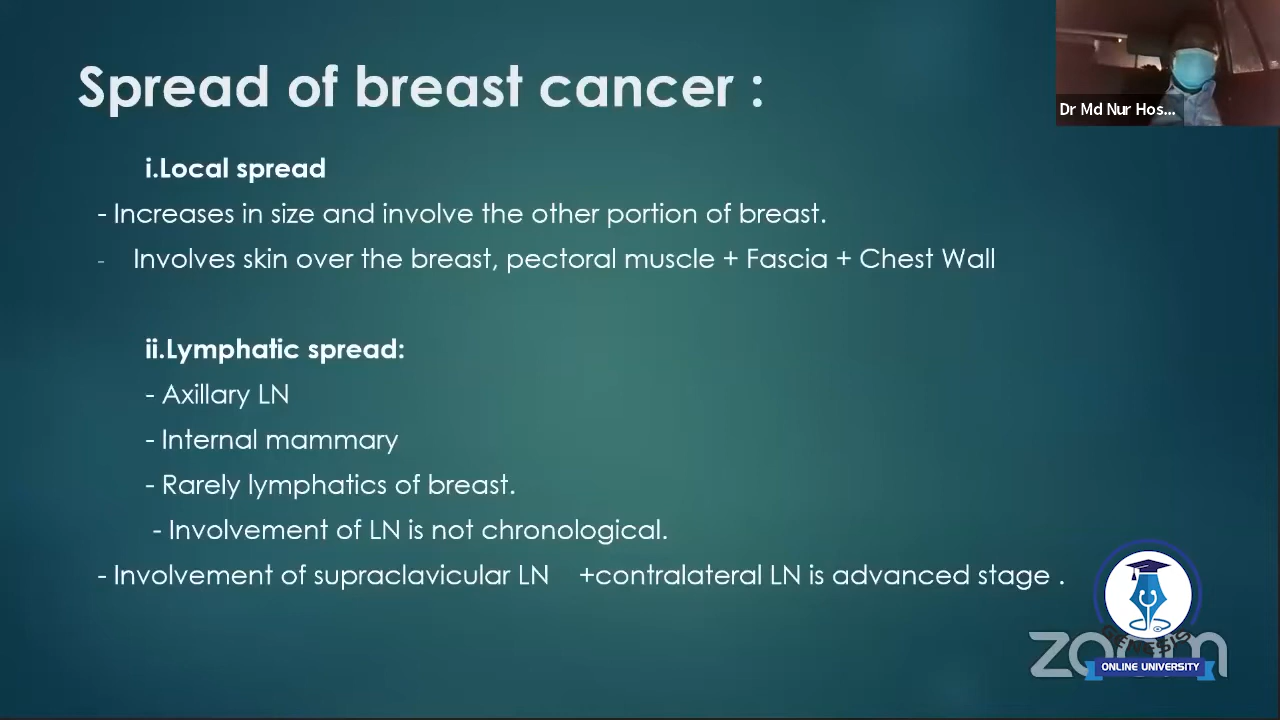 Spread of breast cancer :
Dr Md Nur Hos...
i.Local spread
- Increases in size and involve the other portion of breast.
- Involves skin over the breast, pectoral muscle + Fascia + Chest Wall
ii.Lymphatic spread:
- Axillary LN
- Internal mammary
- Rarely lymphatics of breast.
- Involvement of LN is not chronological.
- Involvement of supraclavicular LN +contralateral LN is advanced stage .
zoom
GENESIS
ONLINE UNIVERSITY